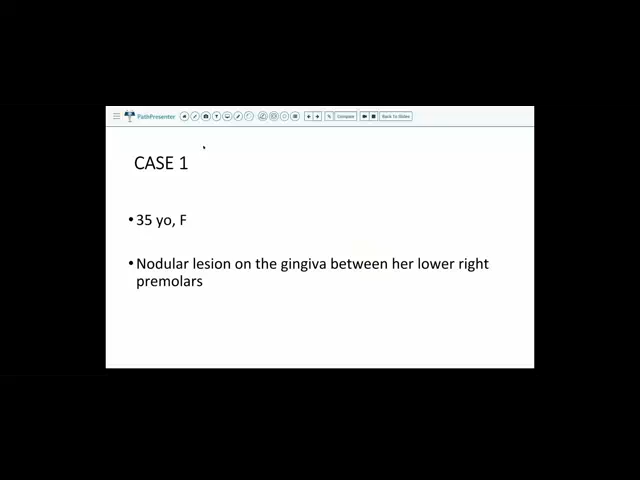 PathPresenter
Compare
Back To Slides
CASE 1
•35 yo, F
•Nodular lesion on the gingiva between her lower right
premolars